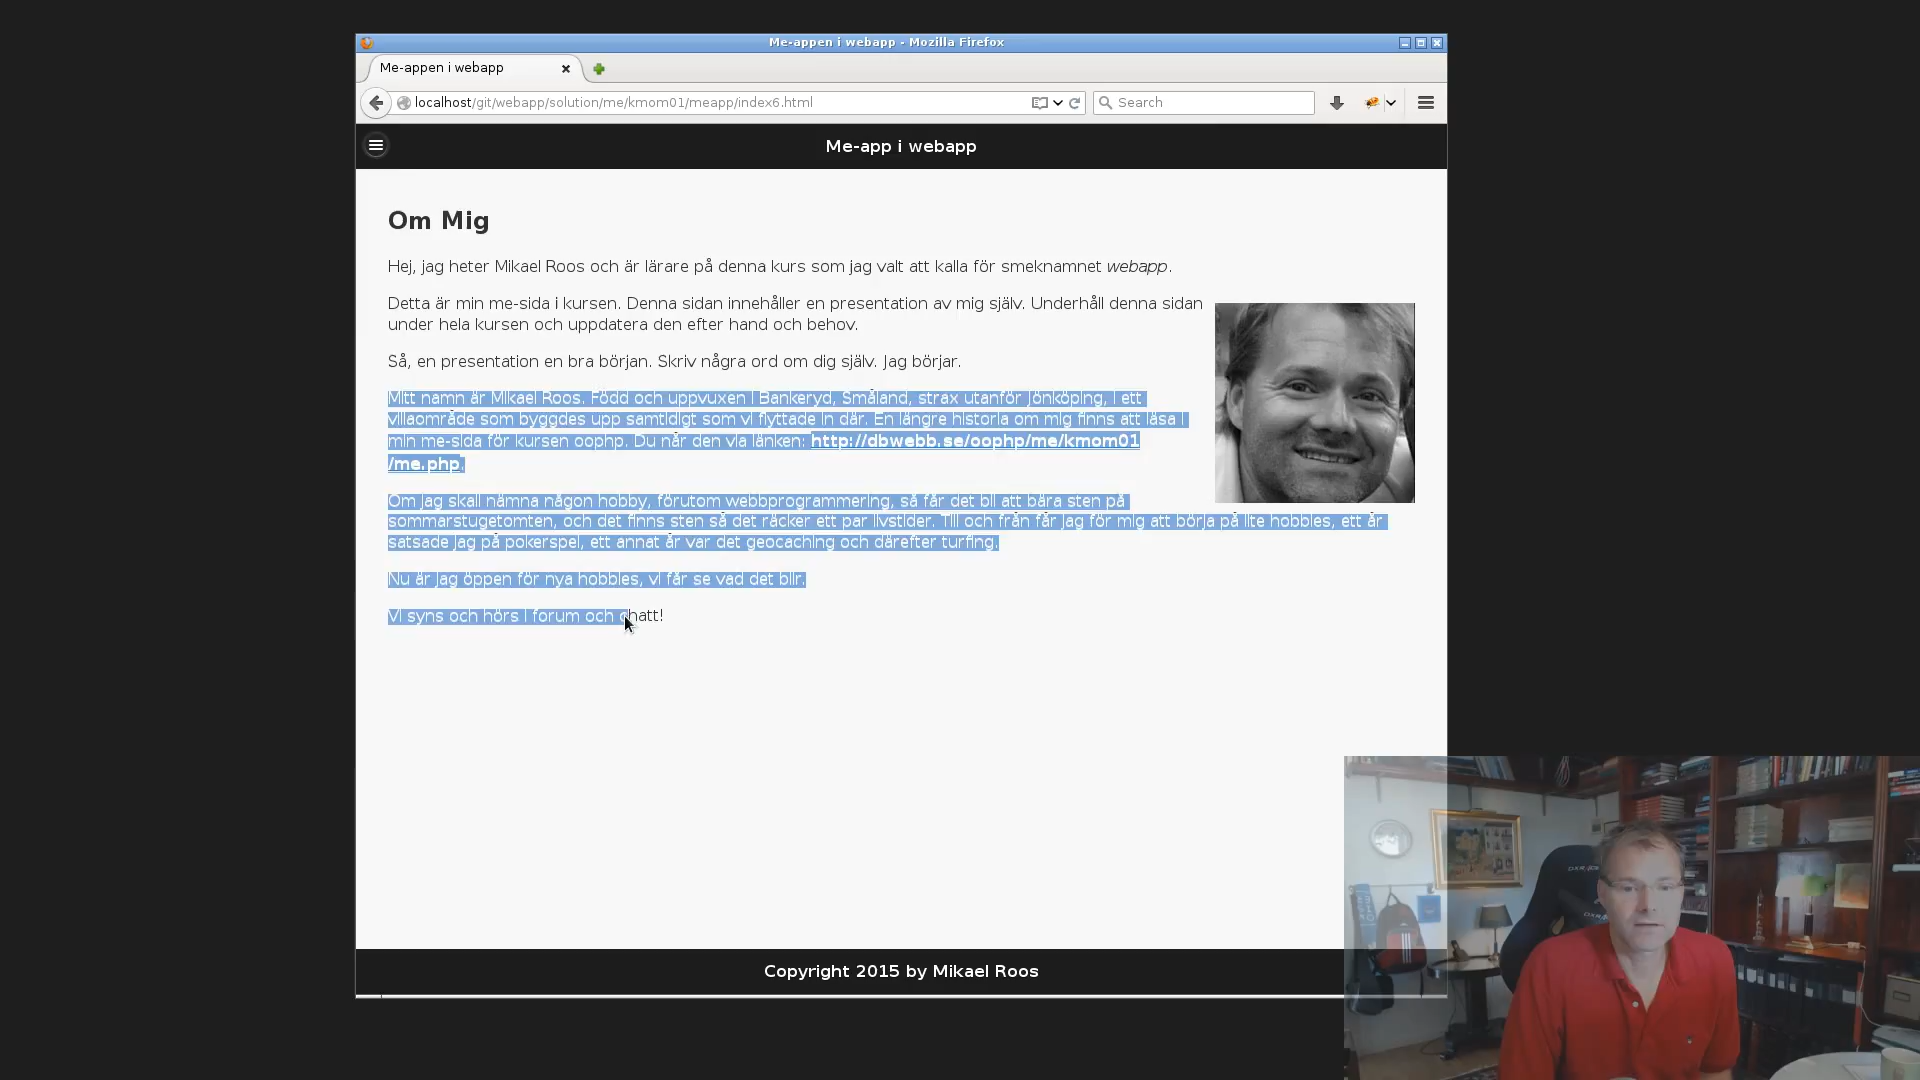 Me-appen i webapp - Mozilla Firefox
Me-appen i webapp
localhost/git/webapp/solution/me/kmom01/meapp/index6.html
Search
Me-app i webapp
Om Mig
Hej, jag heter Mikael Roos och är lärare på denna kurs som jag valt att kalla för smeknamnet webapp.
Detta är min me-sida i kursen. Denna sidan innehåller en presentation av mig själv. Underhåll denna sidan
under hela kursen och uppdatera den efter hand och behov.
Så, en presentation en bra början. Skriv några ord om dig själv. Jag börjar.
Mitt namn är Mikael Roos. Född och uppvuxen i Bankeryd, Småland, strax utanför Jönköping, i ett
villaområde som byggdes upp samtidigt som vi flyttade in där. En längre historia om mig finns att läsa i
min me-sida för kursen oophp. Du når den via länken: http://dbwebb.se/oophp/me/kmom01
/me.php.
Om jag skall nämna någon hobby, förutom webbprogrammering, så får det bli att bära sten på
sommarstugetomten, och det finns sten så det räcker ett par livstider. Till och från får jag för mig att börja på lite hobbies, ett år
satsade jag på pokerspel, ett annat år var det geocaching och därefter turfing.
Nu är jag öppen för nya hobbies, vi får se vad det blir.
Vi syns och hörs i forum och chatt!
Copyright 2015 by Mikael Roos